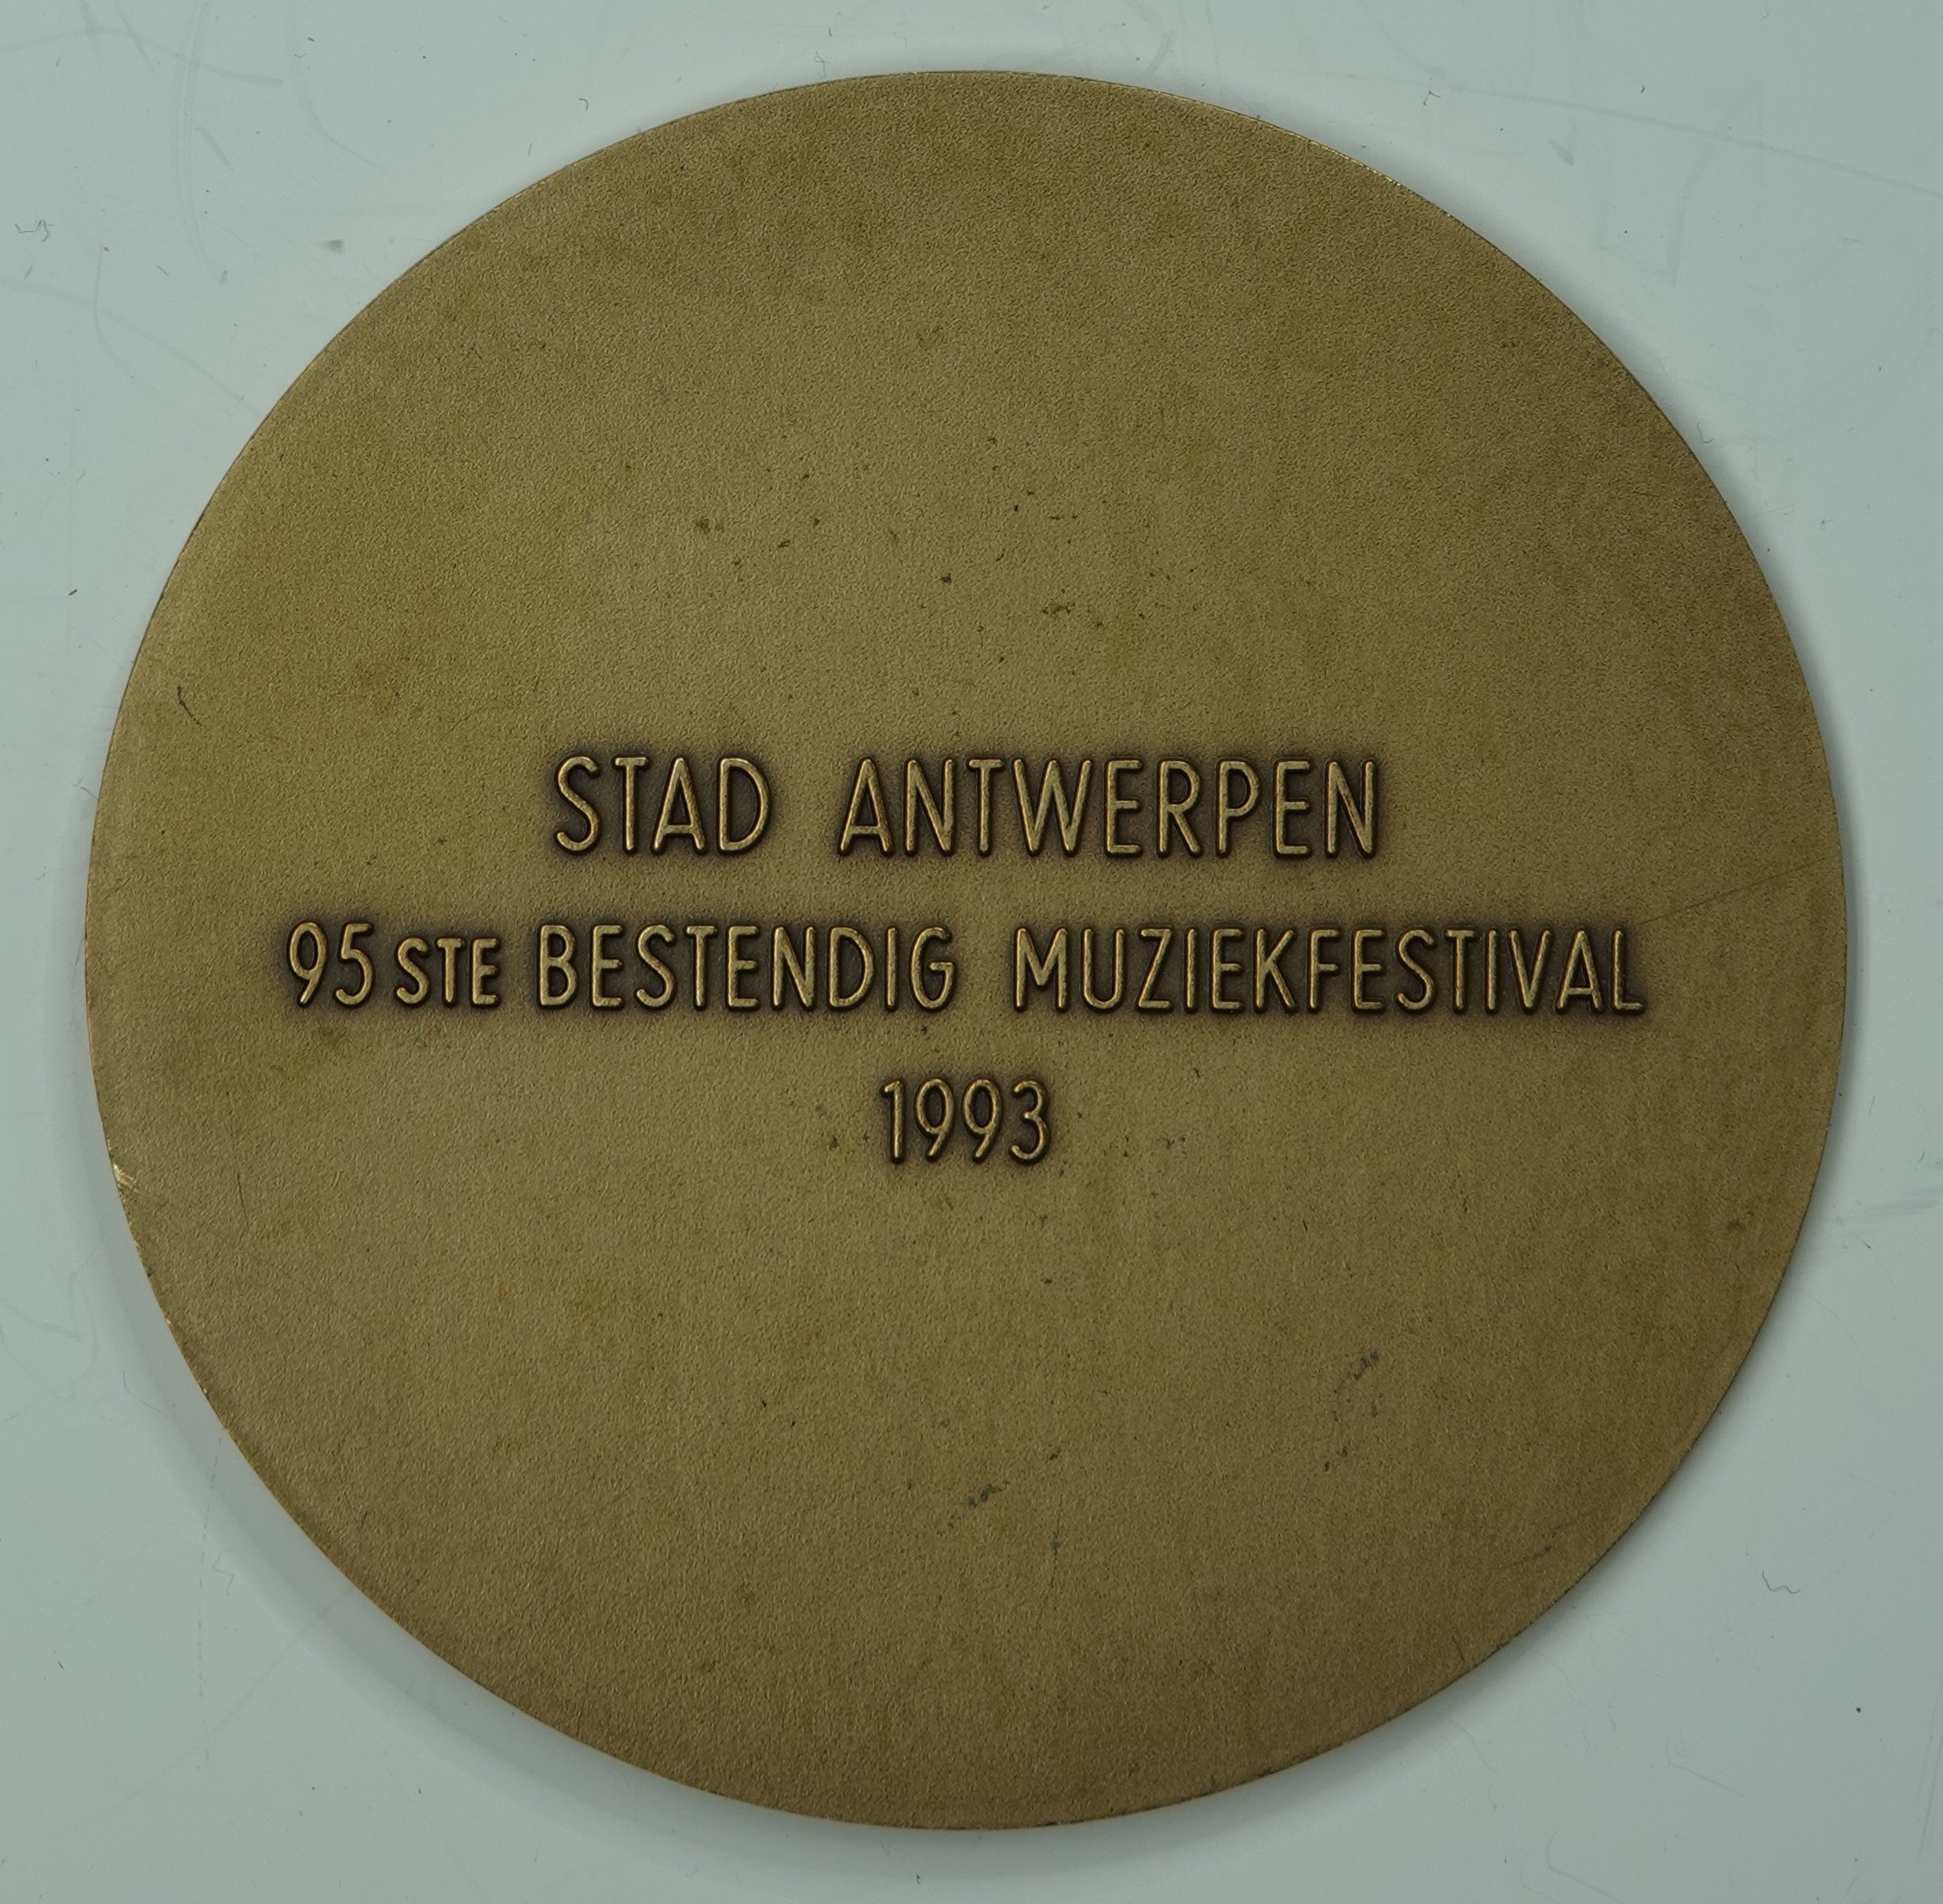 STAD ANTWERPEN
95STE BESTENDIG MUZIEKFESTIVAL
1993